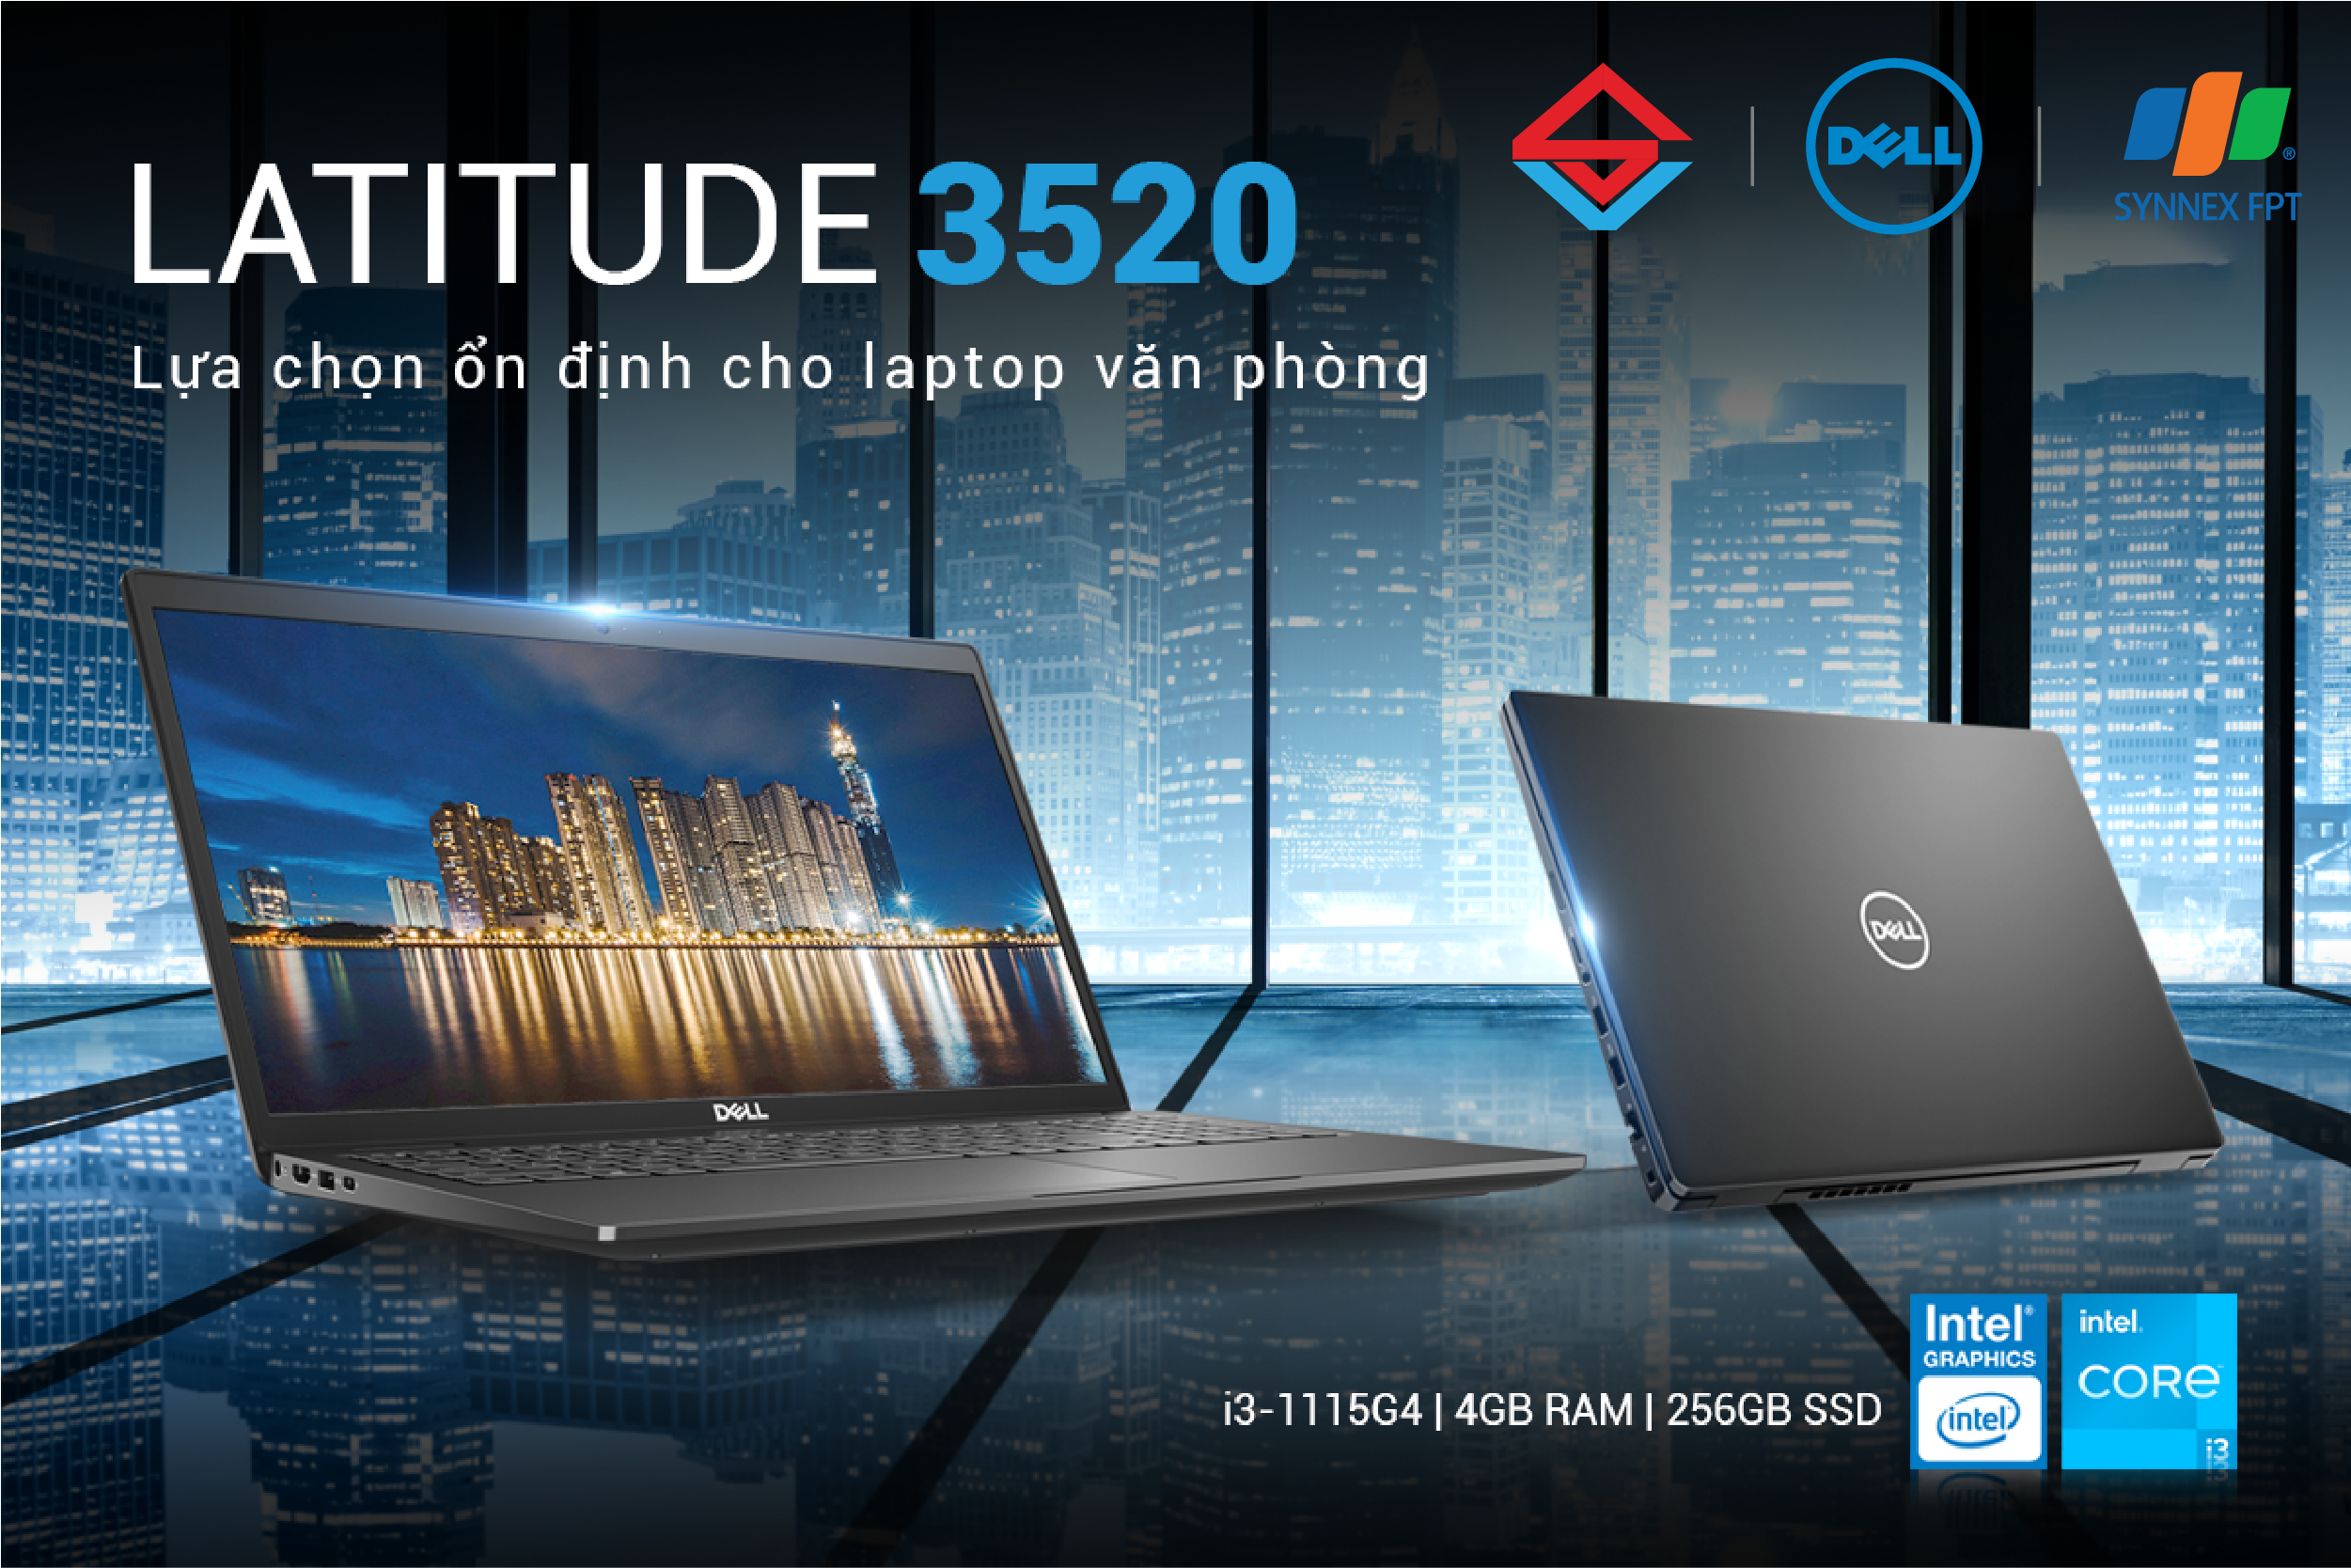 LATITUDE 3520
Lựa chọn ổn định cho laptop văn phòng
DELL
SYNNEX FPT
DELL
DELL
i3-1115G4 | 4GB RAM | 256GB SSD
Intel®
GRAPHICS
intel
intel.
CORE
i3